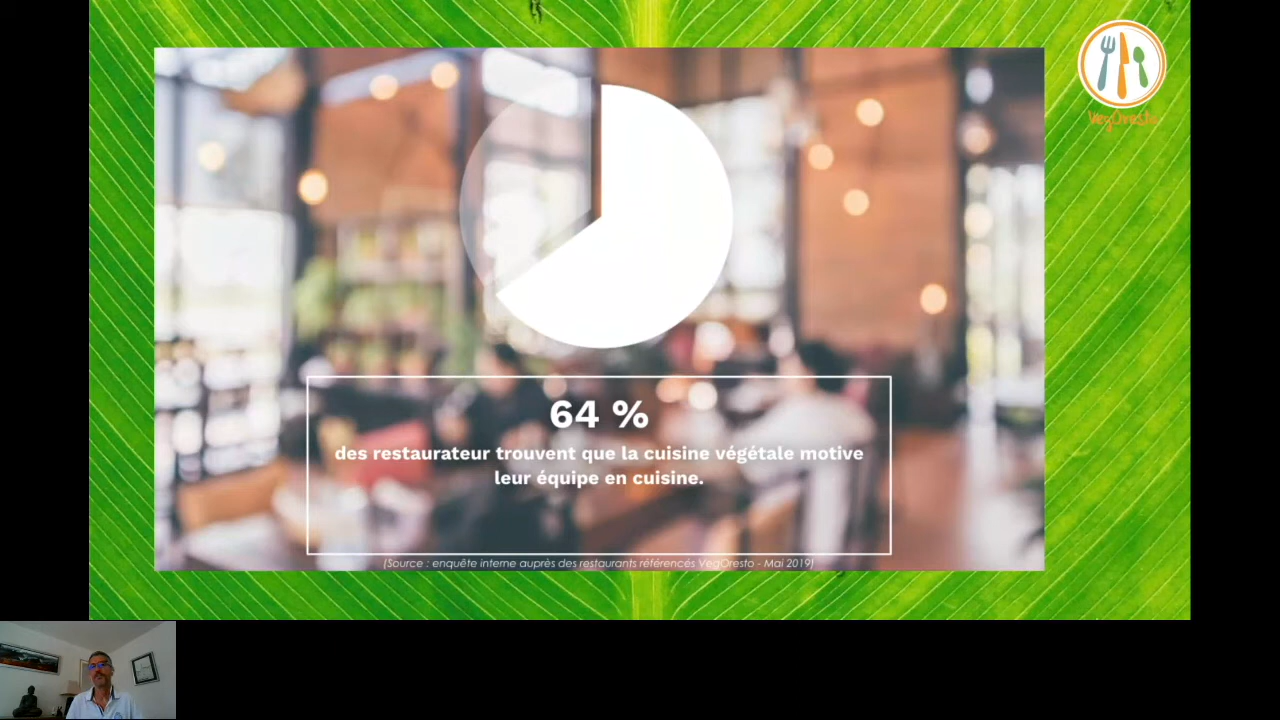 VegOresto
64 %
des restaurateur trouvent que la cuisine végétale motive
leur équipe en cuisine.
(Source : enquête interne auprès des restaurants référencés VegOresto - Mai 2019)